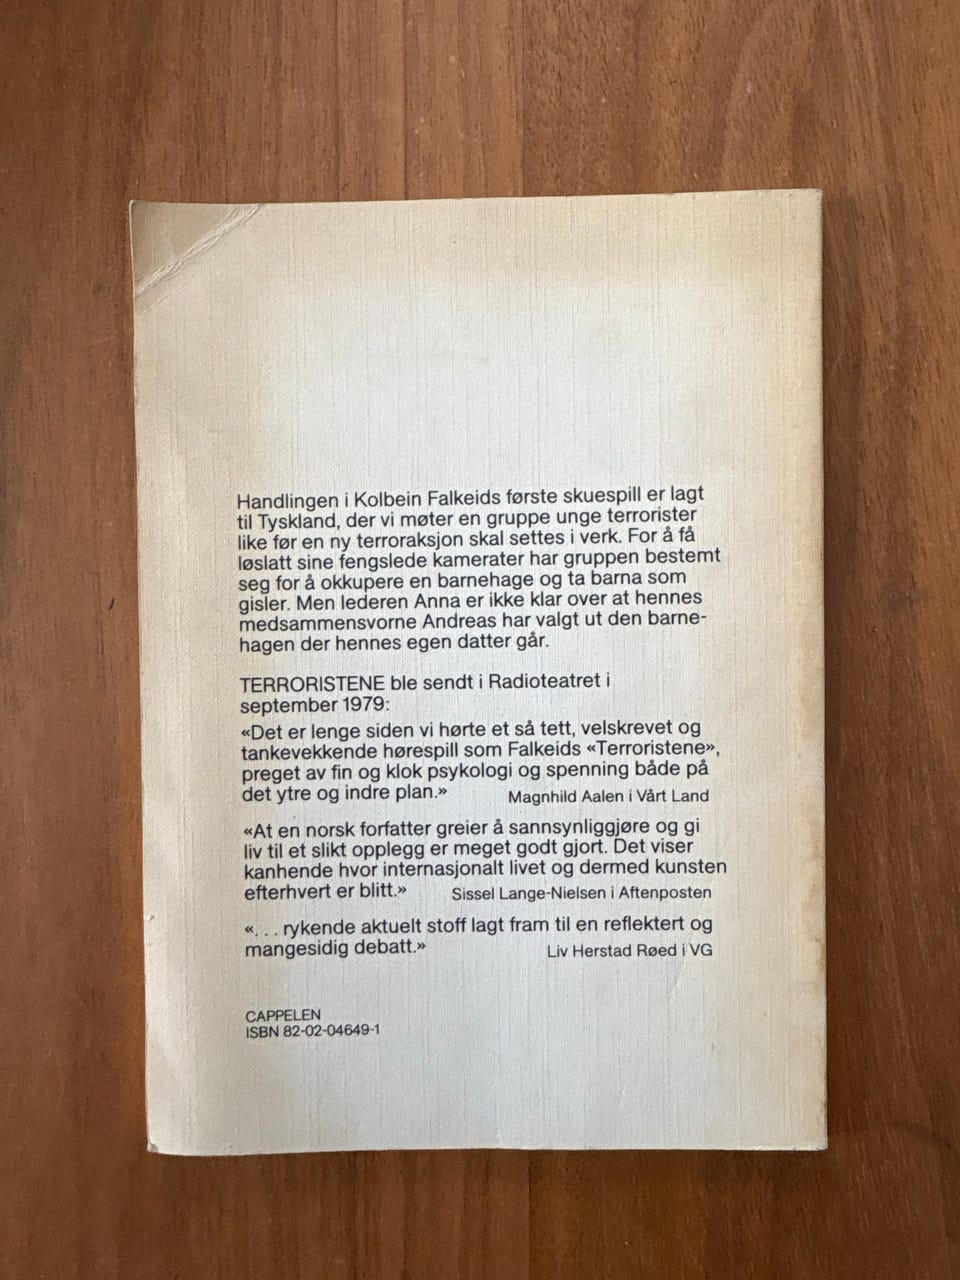 Handlingen i Kolbein Falkeids første skuespill er lagt
til Tyskland, der vi møter en gruppe unge terrorister
like før en ny terroraksjon skal settes i verk. For å få
løslatt sine fengslede kamerater har gruppen bestemt
seg for å okkupere en barnehage og ta barna som
gisler. Men lederen Anna er ikke klar over at hennes
medsammensvorne Andreas har valgt ut den barne-
hagen der hennes egen datter går.
TERRORISTENE ble sendt i Radioteatret i
september 1979:
«Det er lenge siden vi hørte et så tett, velskrevet og
tankevekkende hørespill som Falkeids «Terroristene»,
preget av fin og klok psykologi og spenning både på
det ytre og indre plan.» Magnhild Aalen i Vårt Land
«At en norsk forfatter greier å sannsynliggjøre og gi
liv til et slikt opplegg er meget godt gjort. Det viser
kanhende hvor internasjonalt livet og dermed kunsten
efterhvert er blitt.» Sissel Lange-Nielsen i Aftenposten
«. . . rykende aktuelt stoff lagt fram til en reflektert og
mangesidig debatt.» Liv Herstad Røed i VG
CAPPELEN
ISBN 82-02-04649-1